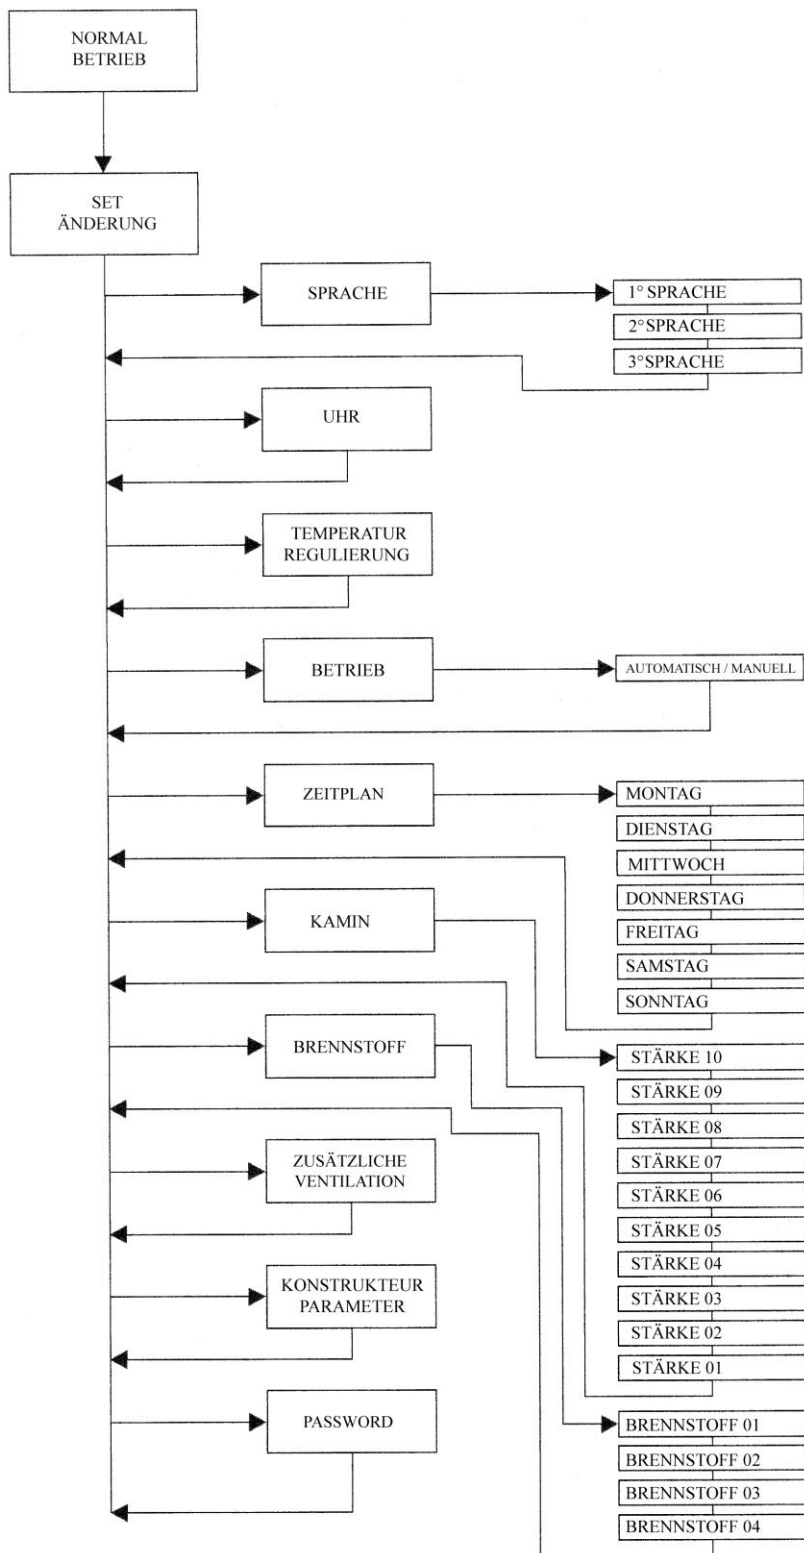 NORMAL
BETRIEB
SET
ÄNDERUNG
SPRACHE
1° SPRACHE
2°SPRACHE
3°SPRACHE
UHR
TEMPERATUR
REGULIERUNG
BETRIEB
AUTOMATISCH / MANUELL
ZEITPLAN
MONTAG
DIENSTAG
MITTWOCH
DONNERSTAG
FREITAG
SAMSTAG
SONNTAG
KAMIN
STÄRKE 10
STÄRKE 09
STÄRKE 08
STÄRKE 07
STÄRKE 06
STÄRKE 05
STÄRKE 04
STÄRKE 03
STÄRKE 02
STÄRKE 01
BRENNSTOFF
BRENNSTOFF 01
BRENNSTOFF 02
BRENNSTOFF 03
BRENNSTOFF 04
ZUSÄTZLICHE
VENTILATION
KONSTRUKTEUR
PARAMETER
PASSWORD